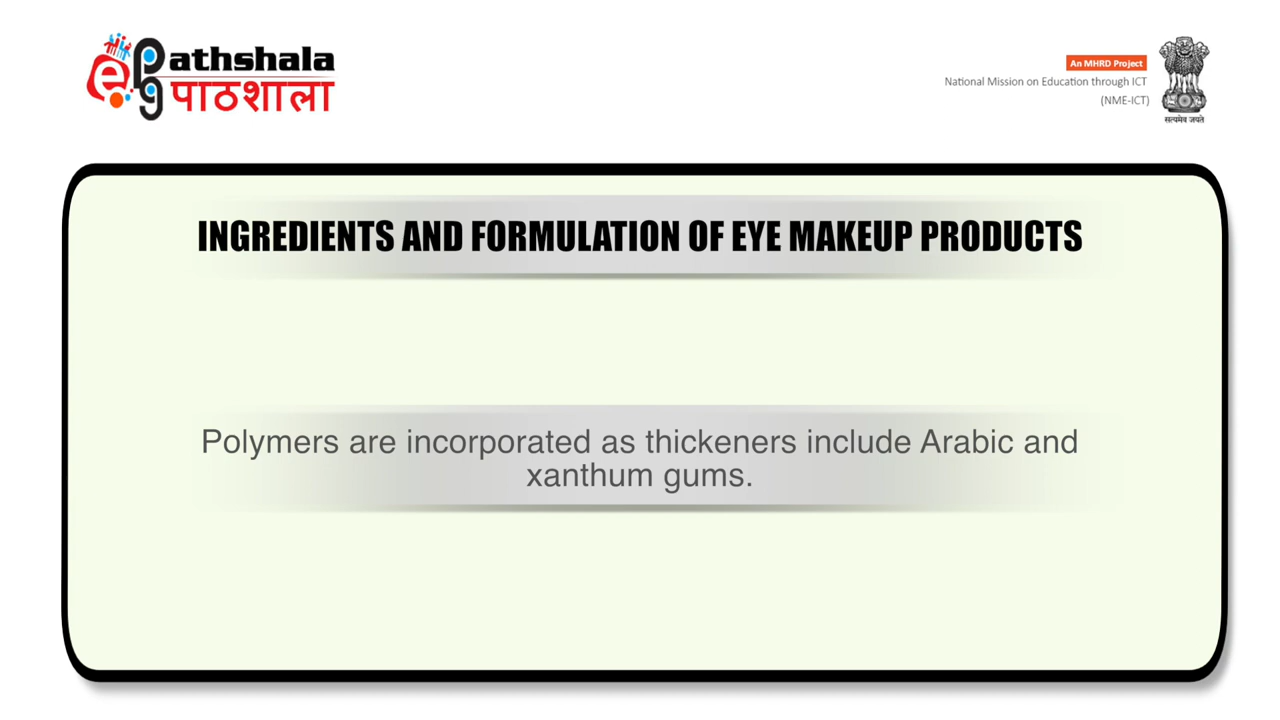 e pg Pathshala
पाठशाला
An MHRD Project
National Mission on Education through ICT
(NME-ICT)
सत्यमेव जयते
INGREDIENTS AND FORMULATION OF EYE MAKEUP PRODUCTS
Polymers are incorporated as thickeners include Arabic and
xanthum gums.